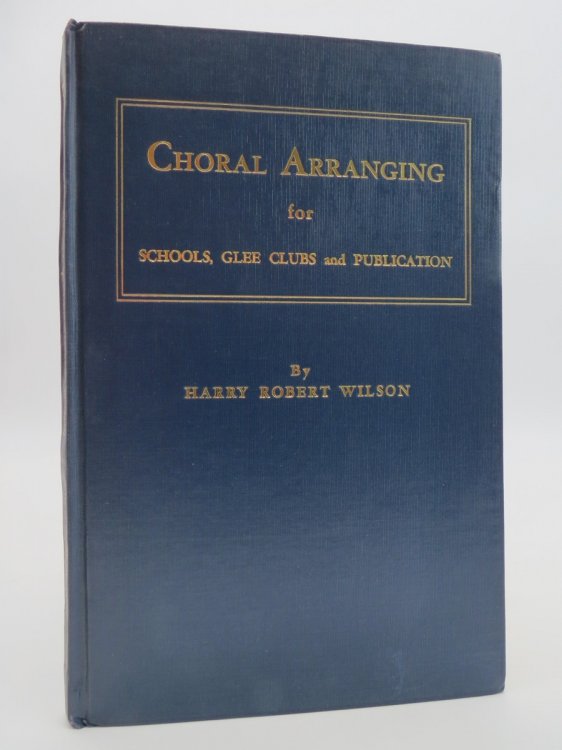 CHORAL ARRANGING
for
SCHOOLS, GLEE CLUBS and PUBLICATION
By
HARRY ROBERT WILSON